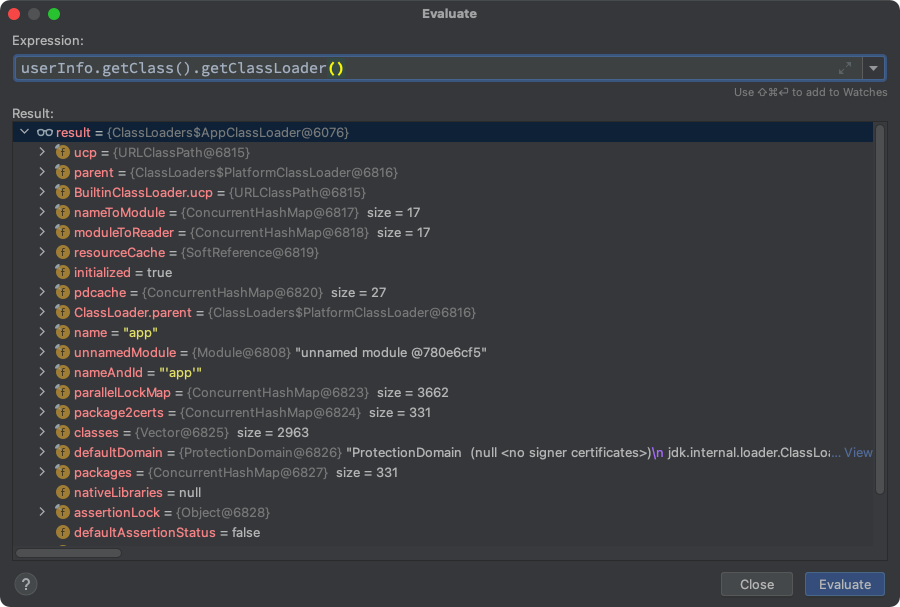 Evaluate
Expression:
userInfo.getClass().getClassLoader()
Use ⇧⌘⏎ to add to Watches
Result:
result = {ClassLoaders$AppClassLoader@6076}
ucp = {URLClassPath@6815}
parent = {ClassLoaders$PlatformClassLoader@6816}
BuiltinClassLoader.ucp = {URLClassPath@6815}
nameToModule = {ConcurrentHashMap@6817} size = 17
moduleToReader = {ConcurrentHashMap@6818} size = 17
resourceCache = {SoftReference@6819}
initialized = true
pdcache = {ConcurrentHashMap@6820} size = 27
ClassLoader.parent = {ClassLoaders$PlatformClassLoader@6816}
name = "app"
unnamedModule = {Module@6808} "unnamed module @780e6cf5"
nameAndId = "'app'"
parallelLockMap = {ConcurrentHashMap@6823} size = 3662
package2certs = {ConcurrentHashMap@6824} size = 331
classes = {Vector@6825} size = 2963
defaultDomain = {ProtectionDomain@6826} "ProtectionDomain (null <no signer certificates>)\n jdk.internal.loader.ClassLoa... View
packages = {ConcurrentHashMap@6827} size = 331
nativeLibraries = null
assertionLock = {Object@6828}
defaultAssertionStatus = false
? Close Evaluate